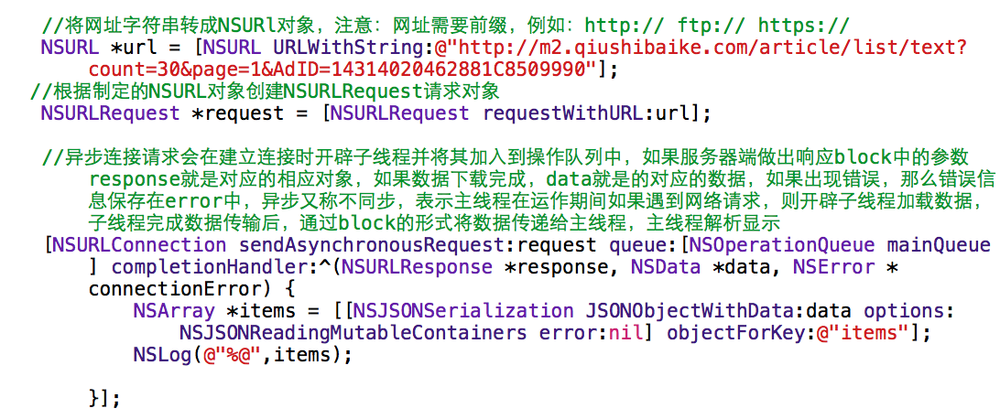 //将网址字符串转成NSURl对象，注意：网址需要前缀，例如：http:// ftp:// https://
NSURL *url = [NSURL URLWithString:@"http://m2.qiushibaike.com/article/list/text?
count=30&page=1&AdID=14314020462881C8509990"];
//根据制定的NSURL对象创建NSURLRequest请求对象
NSURLRequest *request = [NSURLRequest requestWithURL:url];
//异步连接请求会在建立连接时开辟子线程并将其加入到操作队列中，如果服务器端做出响应block中的参数
response就是对应的相应对象，如果数据下载完成，data就是的对应的数据，如果出现错误，那么错误信
息保存在error中，异步又称不同步，表示主线程在运作期间如果遇到网络请求，则开辟子线程加载数据，
子线程完成数据传输后，通过block的形式将数据传递给主线程，主线程解析显示
[NSURLConnection sendAsynchronousRequest:request queue:[NSOperationQueue mainQueue
] completionHandler:^(NSURLResponse *response, NSData *data, NSError *
connectionError) {
NSArray *items = [[NSJSONSerialization JSONObjectWithData:data options:
NSJSONReadingMutableContainers error:nil] objectForKey:@"items"];
NSLog(@"%@",items);
}];